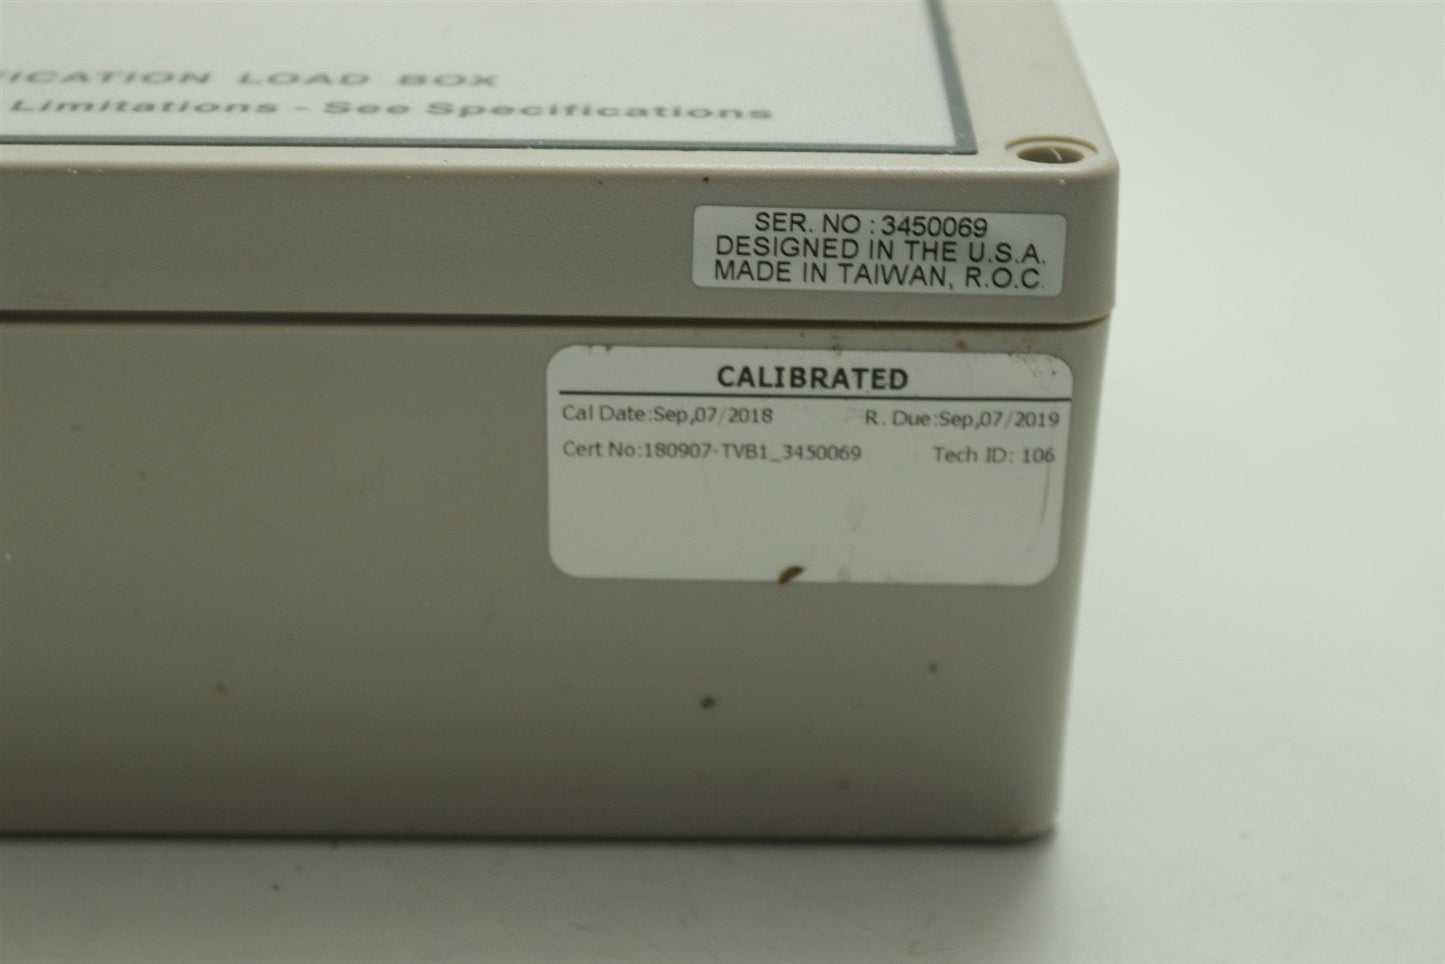 FICATION LOAD BOX
Limitations - See Specifications
SER. NO : 3450069
DESIGNED IN THE U.S.A.
MADE IN TAIWAN, R.O.C.
CALIBRATED
Cal Date:Sep,07/2018 R. Due:Sep,07/2019
Cert No:180907-TVB1_3450069 Tech ID: 106